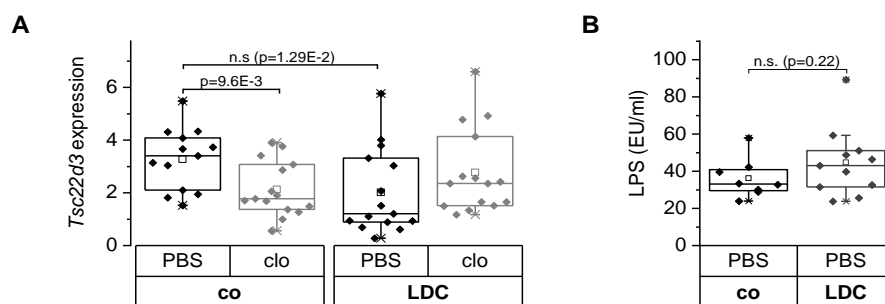 A
n.s (p=1.29E-2)
p=9.6E-3
Tsc22d3 expression
6
4
2
0
PBS clo PBS clo
co LDC
B
n.s. (p=0.22)
LPS (EU/ml)
100
80
60
40
20
0
PBS PBS
co LDC